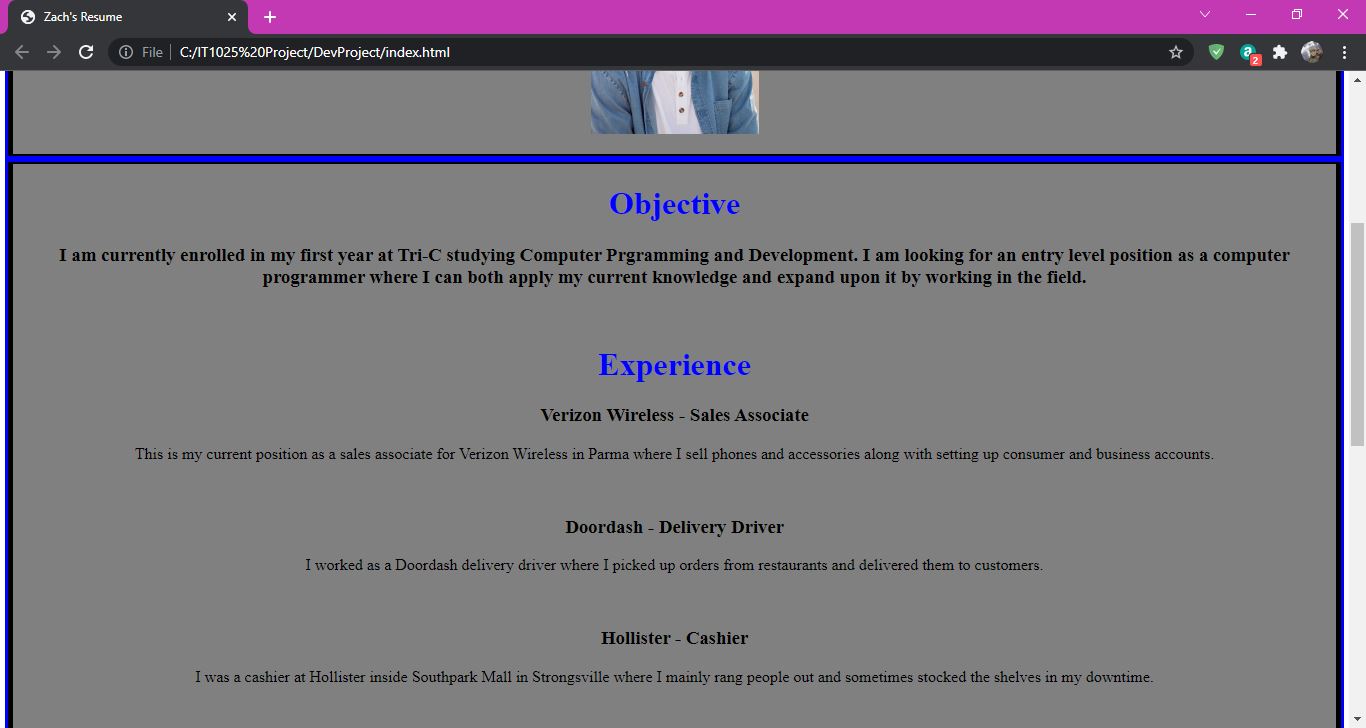 Zach's Resume
File
C:/IT1025%20Project/DevProject/index.html
2
Objective
I am currently enrolled in my first year at Tri-C studying Computer Prgramming and Development. I am looking for an entry level position as a computer
programmer where I can both apply my current knowledge and expand upon it by working in the field.
Experience
Verizon Wireless - Sales Associate
This is my current position as a sales associate for Verizon Wireless in Parma where I sell phones and accessories along with setting up consumer and business accounts.
Doordash - Delivery Driver
I worked as a Doordash delivery driver where I picked up orders from restaurants and delivered them to customers.
Hollister - Cashier
I was a cashier at Hollister inside Southpark Mall in Strongsville where I mainly rang people out and sometimes stocked the shelves in my downtime.